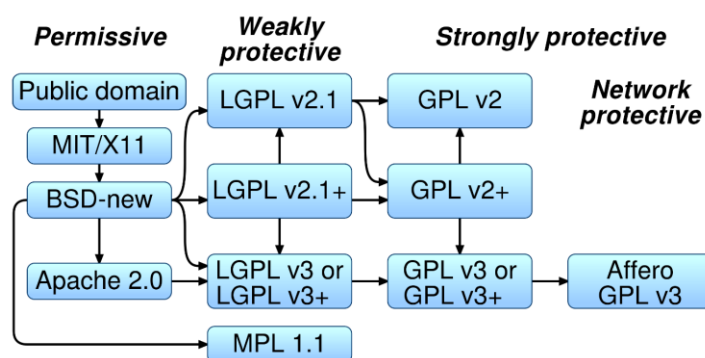 Permissive
Weakly
protective
Strongly protective
Network
protective
Public domain
MIT/X11
BSD-new
Apache 2.0
LGPL v2.1
LGPL v2.1+
LGPL v3 or
LGPL v3+
MPL 1.1
GPL v2
GPL v2+
GPL v3 or
GPL v3+
Affero
GPL v3